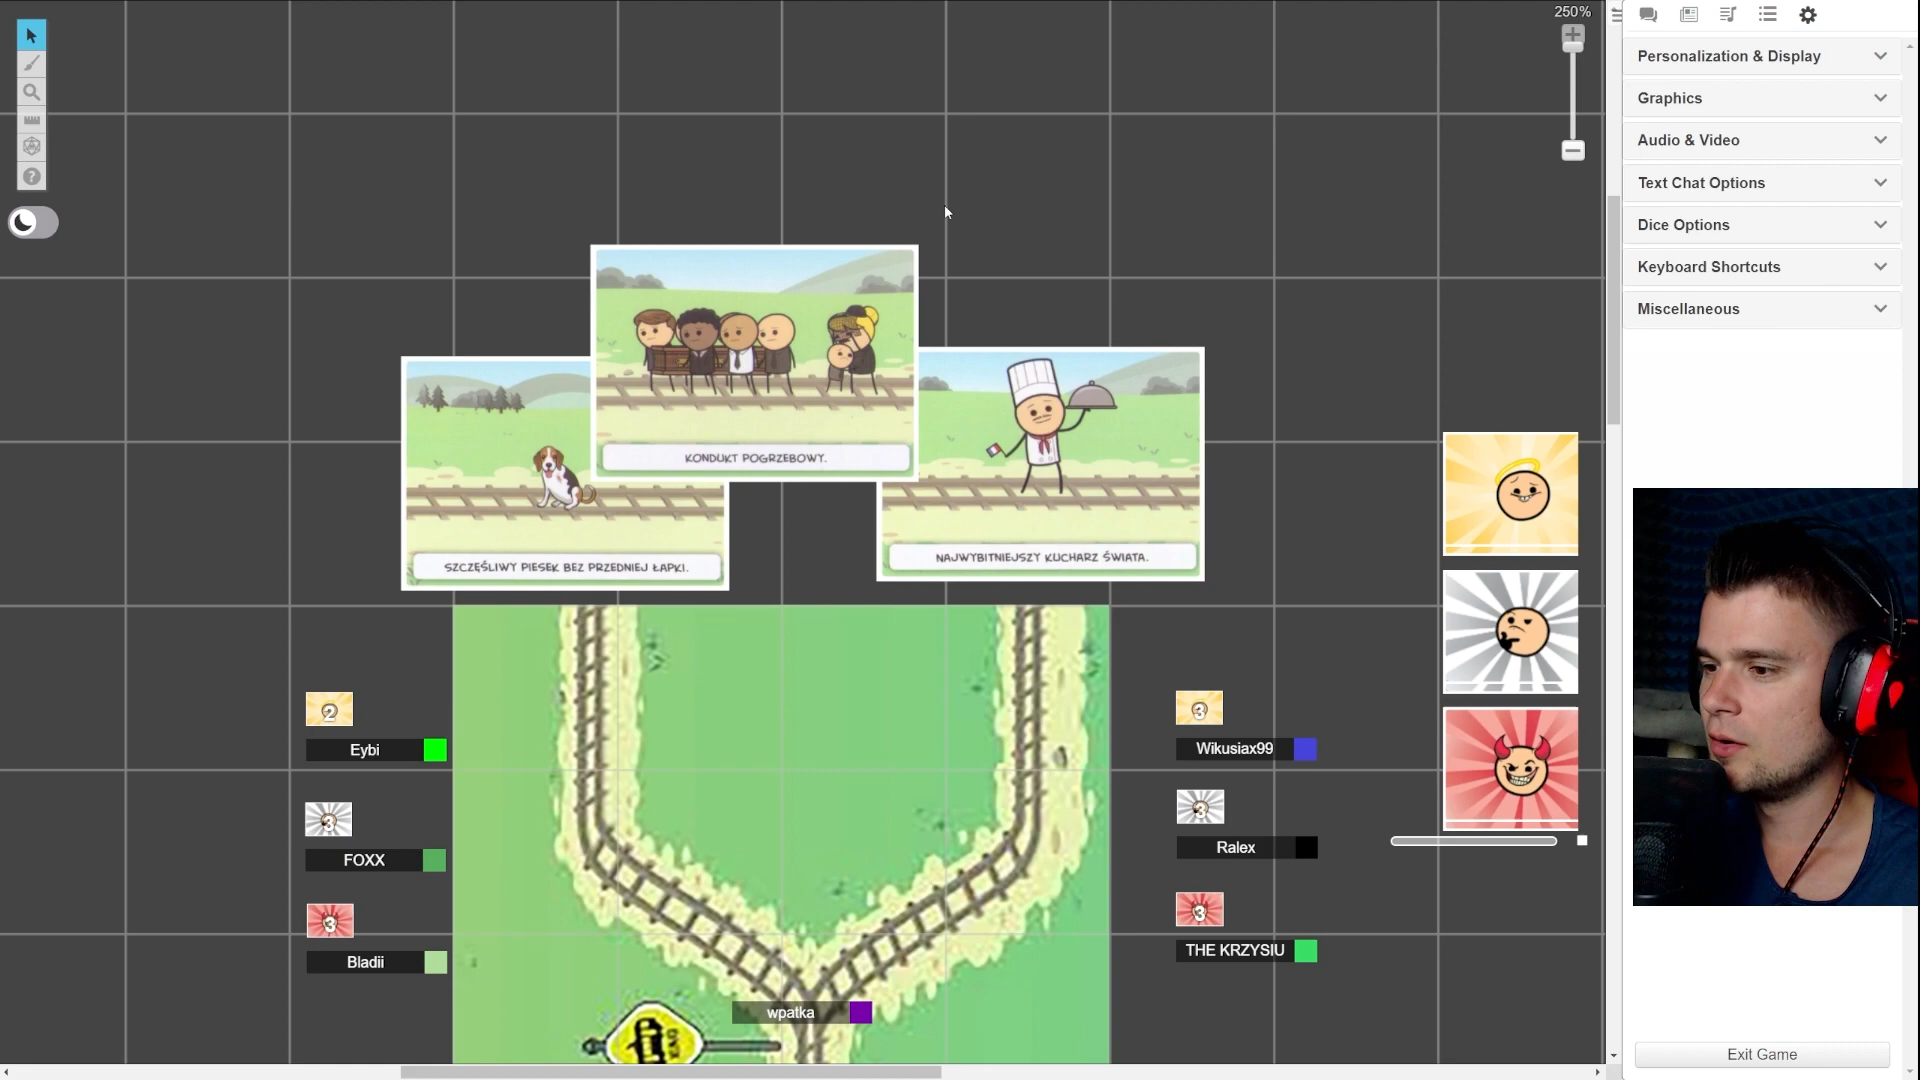 250%
Personalization & Display
Graphics
Audio & Video
Text Chat Options
Dice Options
Keyboard Shortcuts
Miscellaneous
KONDUKT POGRZEBOWY.
SZCZĘŚLIWY PIESEK BEZ PRZEDNIEJ ŁAPKI.
NAJWYBITNIEJSZY KUCHARZ ŚWIATA.
2
Eybi
3
FOXX
3
Bladii
3
Wikusiax99
3
Ralex
3
THE KRZYSIU
wpatka
Exit Game